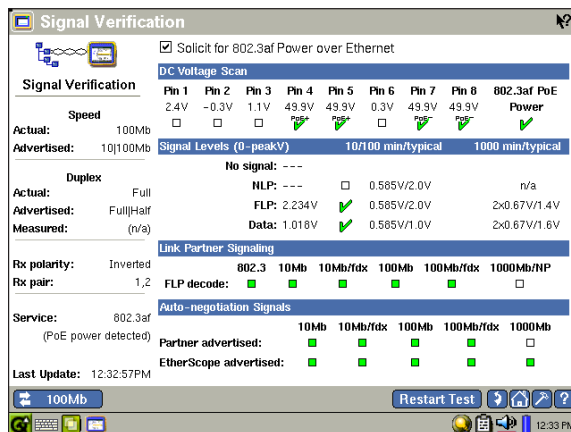 Signal Verification
Signal Verification
Speed
Actual: 100Mb
Advertised: 10|100Mb
Duplex
Actual: Full
Advertised: Full|Half
Measured: (n/a)
Rx polarity: Inverted
Rx pair: 1,2
Service: 802.3af
(PoE power detected)
Last Update: 12:32:57PM
Solicit for 802.3af Power over Ethernet
DC Voltage Scan
Pin 1 Pin 2 Pin 3 Pin 4 Pin 5 Pin 6 Pin 7 Pin 8 802.3af PoE
2.4V -0.3V 1.1V 49.9V 49.9V 0.3V 49.9V 49.9V Power
PoE+ PoE+ PoE- PoE-
Signal Levels (0-peakV) 10/100 min/typical 1000 min/typical
No signal: ---
NLP: --- 0.585V/2.0V n/a
FLP: 2.234V 0.585V/2.0V 2x0.67V/1.4V
Data: 1.018V 0.585V/1.0V 2x0.67V/1.6V
Link Partner Signaling
802.3 10Mb 10Mb/fdx 100Mb 100Mb/fdx 1000Mb/NP
FLP decode:
Auto-negotiation Signals
10Mb 10Mb/fdx 100Mb 100Mb/fdx 1000Mb
Partner advertised:
EtherScope advertised:
100Mb Restart Test ?
12:33 PM